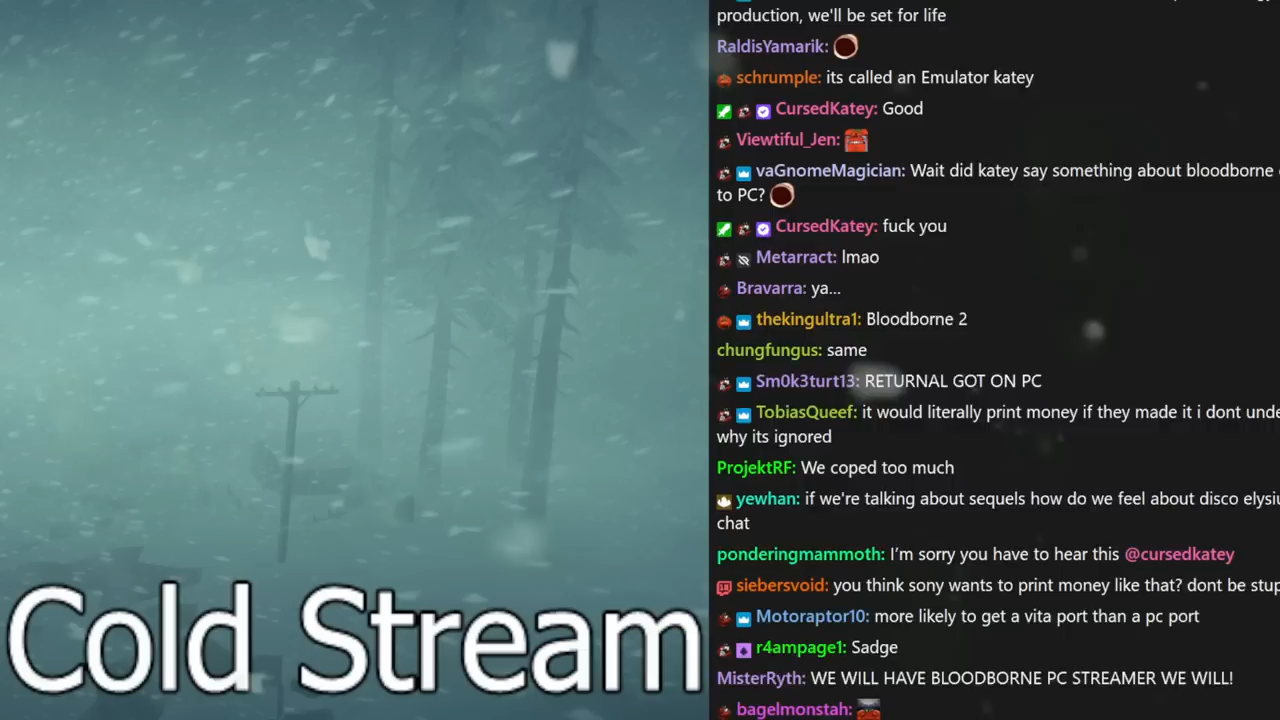 production, we'll be set for life
RaldisYamarik:
schrumple: its called an Emulator katey
CursedKatey: Good
Viewtiful_Jen:
vaGnomeMagician: Wait did katey say something about bloodborne
to PC?
CursedKatey: fuck you
Metarract: lmao
Bravarra: ya...
thekingultra1: Bloodborne 2
chungfungus: same
Sm0k3turt13: RETURNAL GOT ON PC
TobiasQueef: it would literally print money if they made it i dont unde
why its ignored
ProjektRF: We coped too much
yewhan: if we're talking about sequels how do we feel about disco elysiu
chat
ponderingmammoth: I'm sorry you have to hear this @cursedkatey
siebersvoid: you think sony wants to print money like that? dont be stup
Motoraptor10: more likely to get a vita port than a pc port
r4ampage1: Sadge
MisterRyth: WE WILL HAVE BLOODBORNE PC STREAMER WE WILL!
bagelmonstah:
Cold Stream